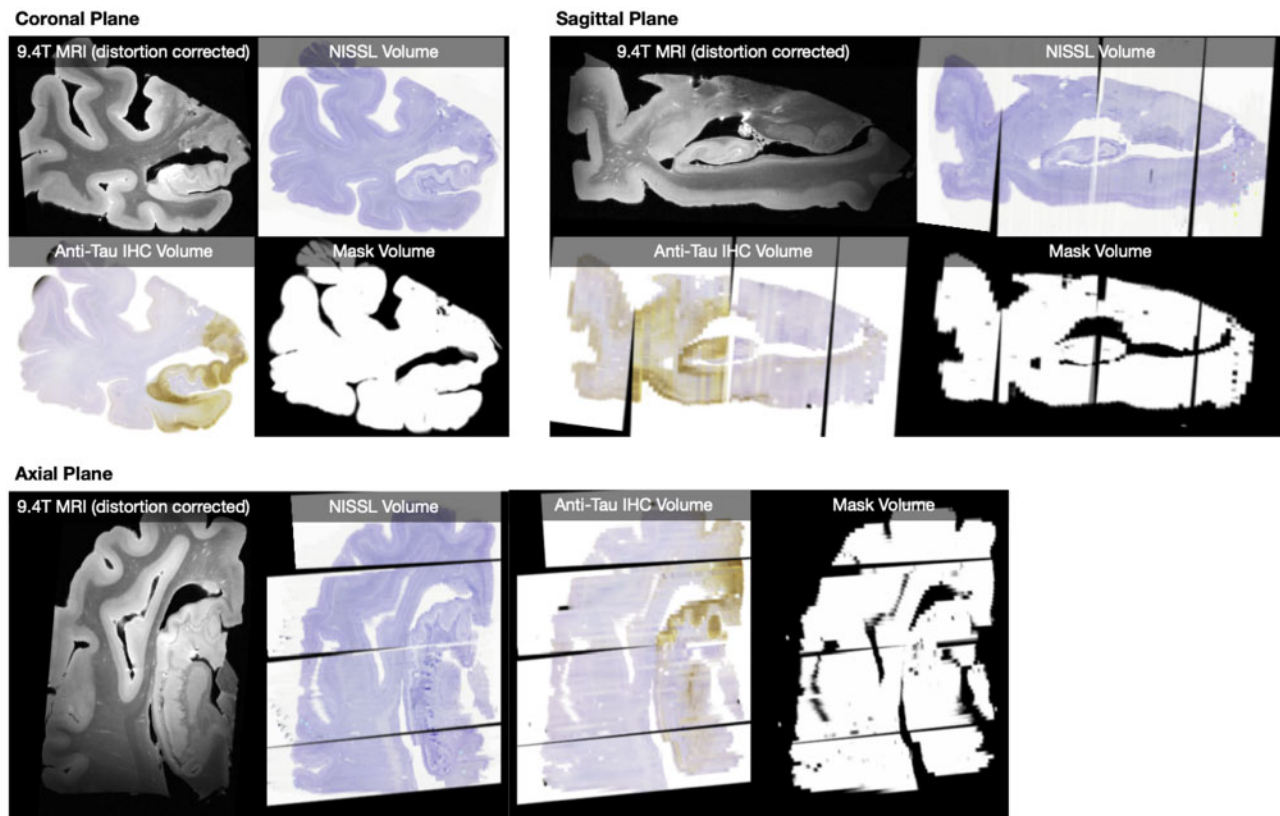 Coronal Plane
Sagittal Plane
9.4T MRI (distortion corrected)
NISSL Volume
9.4T MRI (distortion corrected)
NISSL Volume
Anti-Tau IHC Volume
Mask Volume
Anti-Tau IHC Volume
Mask Volume
Axial Plane
9.4T MRI (distortion corrected)
NISSL Volume
Anti-Tau IHC Volume
Mask Volume